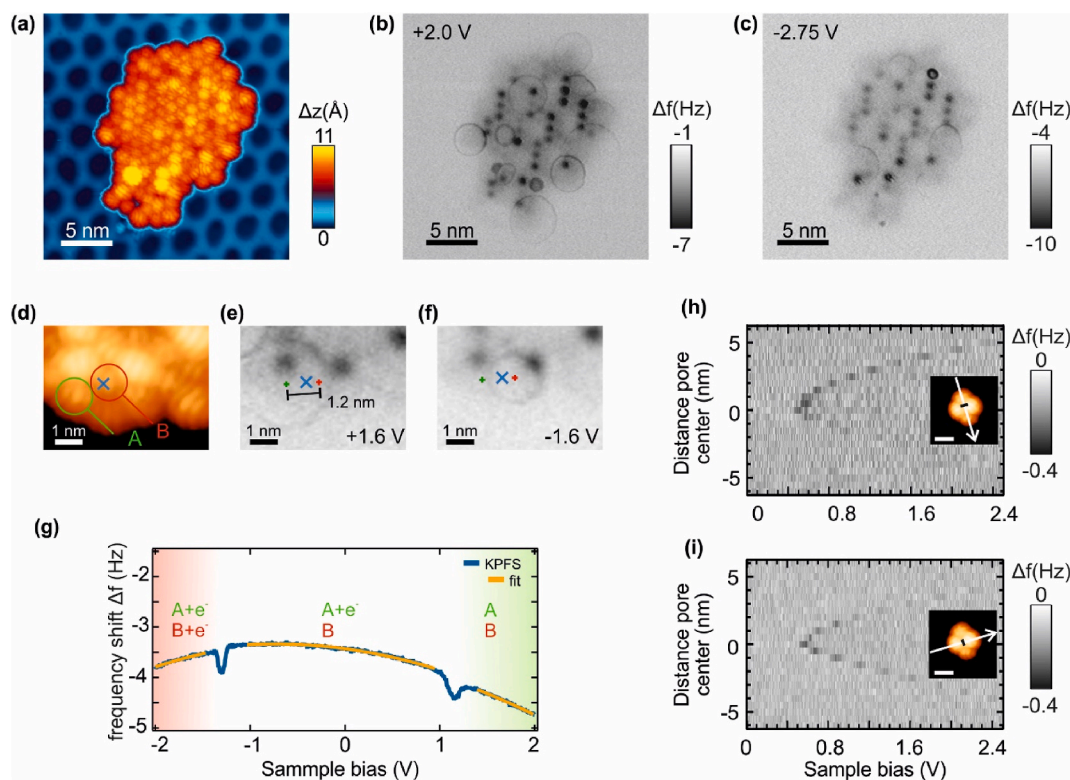 (a)
Δz(Å)
11
0
5 nm
(b)
+2.0 V
5 nm
Δf(Hz)
-1
-7
(c)
-2.75 V
5 nm
Δf(Hz)
-4
-10
(d)
1 nm
A
B
(e)
1.2 nm
1 nm
+1.6 V
(f)
1 nm
-1.6 V
(g)
frequency shift Δf (Hz)
-2
-3
-4
-5
KPFS
fit
A+e-
B+e-
A+e-
B
A
B
-2 -1 0 1 2
Sammple bias (V)
(h)
Distance pore
center (nm)
5
0
-5
0 0.8 1.6 2.4
Sample bias (V)
Δf(Hz)
0
-0.4
(i)
Distance pore
center (nm)
5
0
-5
0 0.8 1.6 2.4
Sample bias (V)
Δf(Hz)
0
-0.4